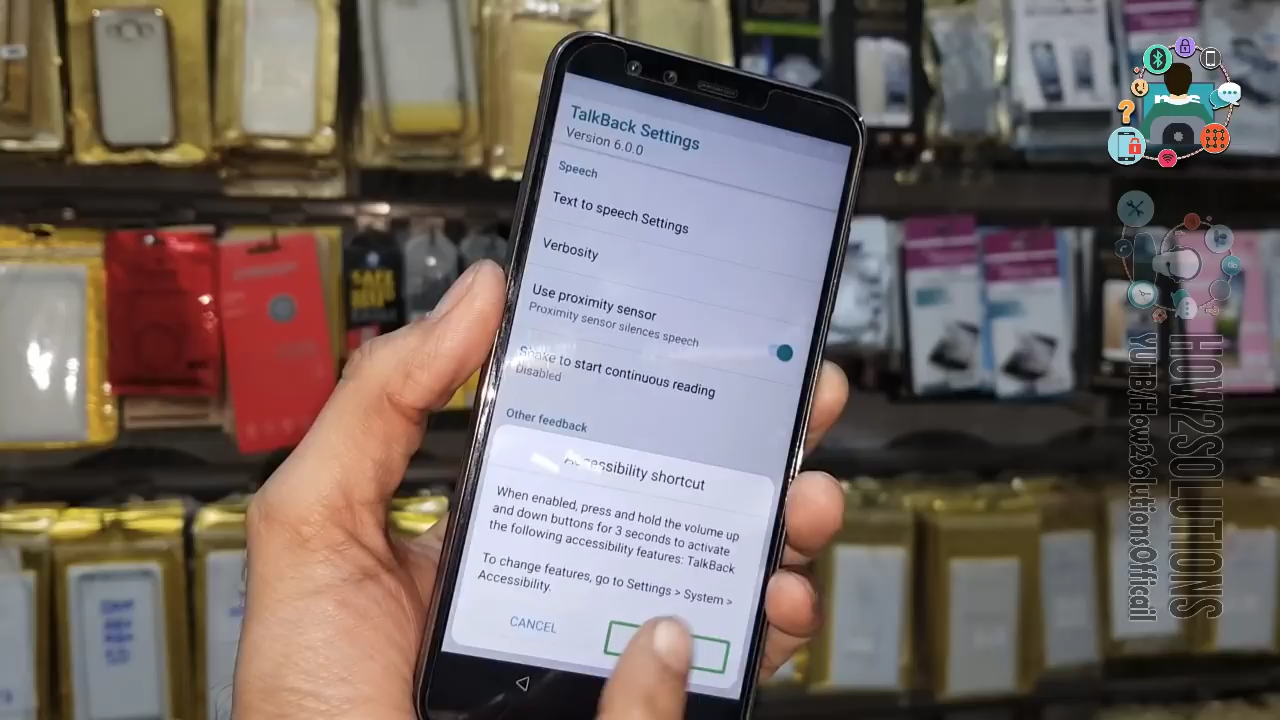 TalkBack Settings
Version 6.0.0
Speech
Text to speech Settings
Verbosity
Use proximity sensor
Proximity sensor silences speech
Shake to start continuous reading
Disabled
Other feedback
Accessibility shortcut
When enabled, press and hold the volume up
and down buttons for 3 seconds to activate
the following accessibility features: TalkBack
To change features, go to Settings > System >
Accessibility.
CANCEL
HOW2SOLUTIONS
YUTB/How2SolutionsOfficail